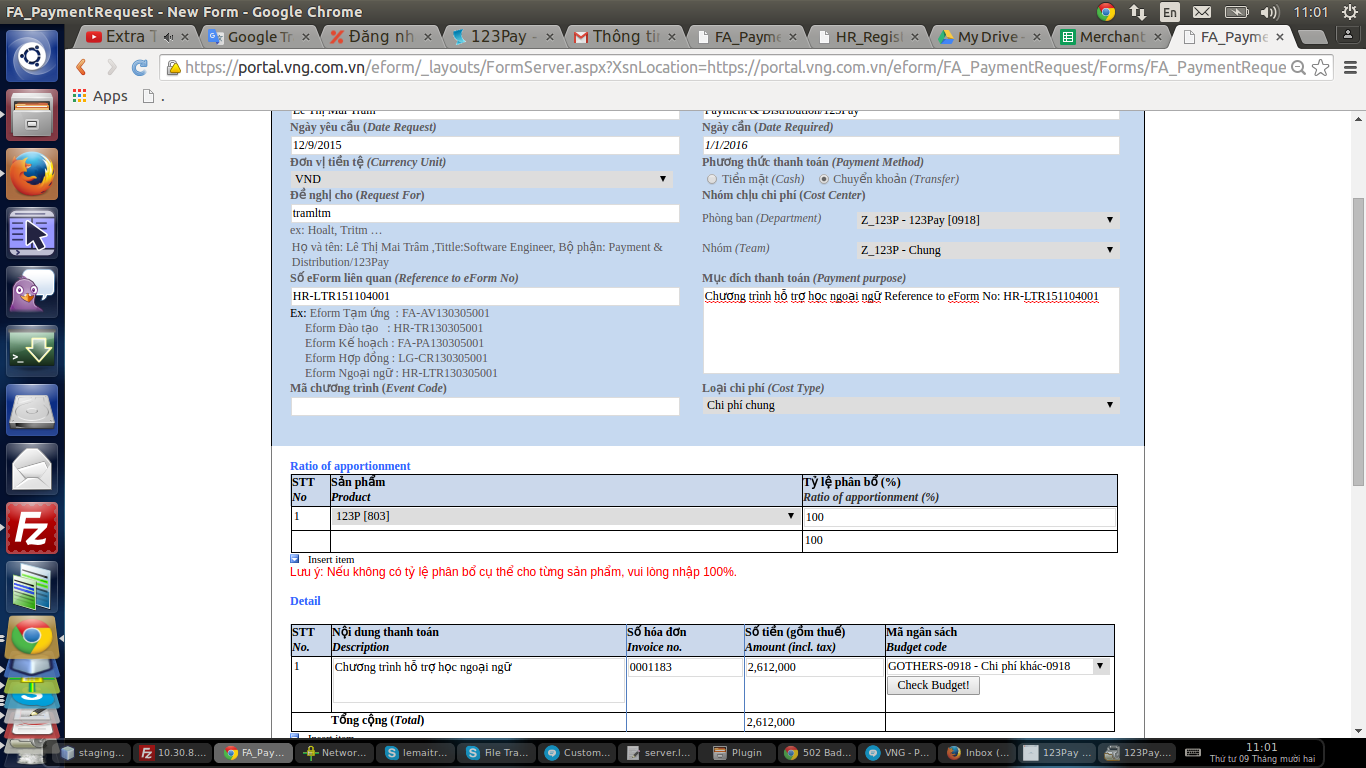 FA_PaymentRequest - New Form - Google Chrome
En
11:01
Extra T
Google Tr
Đăng nh
123Pay -
Thông tin
FA_Payme
HR_Regist
My Drive -
Merchant
FA_Payme
https://portal.vng.com.vn/eform/_layouts/FormServer.aspx?XsnLocation=https://portal.vng.com.vn/eform/FA_PaymentRequest/Forms/FA_PaymentReque
Apps
.
Lê Thị Mai Trâm
Payment & Distribution/123Pay
Ngày yêu cầu (Date Request)
Ngày cần (Date Required)
12/9/2015
1/1/2016
Đơn vị tiền tệ (Currency Unit)
Phương thức thanh toán (Payment Method)
VND
Tiền mặt (Cash)
Chuyển khoản (Transfer)
Đề nghị cho (Request For)
Nhóm chịu chi phí (Cost Center)
tramltm
Phòng ban (Department)
Z_123P - 123Pay [0918]
ex: Hoalt, Tritm …
Họ và tên: Lê Thị Mai Trâm ,Tittle:Software Engineer, Bộ phận: Payment &
Distribution/123Pay
Nhóm (Team)
Z_123P - Chung
Số eForm liên quan (Reference to eForm No)
Mục đích thanh toán (Payment purpose)
HR-LTR151104001
Chương trình hỗ trợ học ngoại ngữ Reference to eForm No: HR-LTR151104001
Ex: Eform Tạm ứng : FA-AV130305001
Eform Đào tạo : HR-TR130305001
Eform Kế hoạch : FA-PA130305001
Eform Hợp đồng : LG-CR130305001
Eform Ngoại ngữ : HR-LTR130305001
Mã chương trình (Event Code)
Loại chi phí (Cost Type)
Chi phí chung
Ratio of apportionment
STT
No
Sản phẩm
Product
Tỷ lệ phân bổ (%)
Ratio of apportionment (%)
1
123P [803]
100
100
Insert item
Lưu ý: Nếu không có tỷ lệ phân bổ cụ thể cho từng sản phẩm, vui lòng nhập 100%.
Detail
STT
No.
Nội dung thanh toán
Description
Số hóa đơn
Invoice no.
Số tiền (gồm thuế)
Amount (incl. tax)
Mã ngân sách
Budget code
1
Chương trình hỗ trợ học ngoại ngữ
0001183
2,612,000
GOTHERS-0918 - Chi phí khác-0918
Check Budget!
Tổng cộng (Total)
2,612,000
Insert item
staging...
10.30.8....
FA_Pay...
Networ...
lemaitr...
File Tra...
Custom...
server.l...
Plugin
502 Bad...
VNG - P...
Inbox (...
123Pay ...
123Pay....
11:01
Thứ tư 09 Tháng mười hai